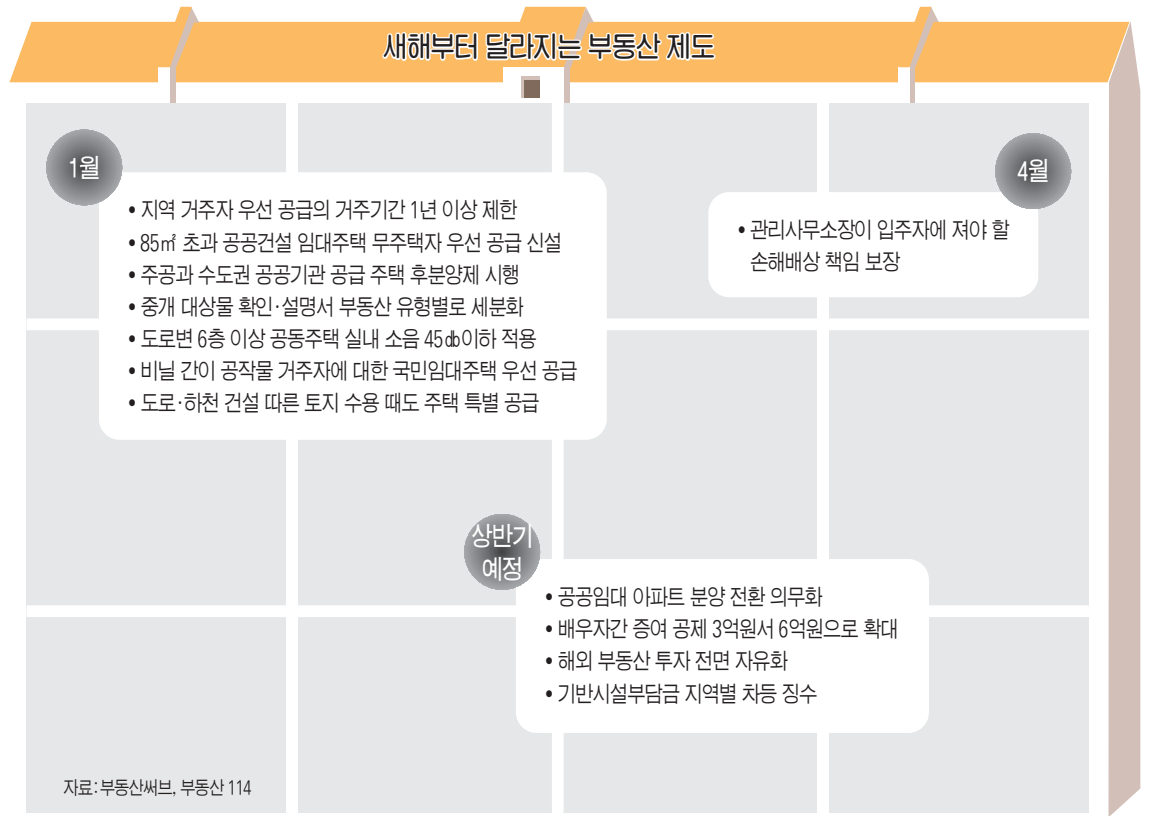 새해부터 달라지는 부동산 제도
1월
• 지역 거주자 우선 공급의 거주기간 1년 이상 제한
• 85㎡ 초과 공공건설 임대주택 무주택자 우선 공급 신설
• 주공과 수도권 공공기관 공급 주택 후분양제 시행
• 중개 대상물 확인·설명서 부동산 유형별로 세분화
• 도로변 6층 이상 공동주택 실내 소음 45㏈이하 적용
• 비닐 간이 공작물 거주자에 대한 국민임대주택 우선 공급
• 도로·하천 건설 따른 토지 수용 때도 주택 특별 공급
4월
• 관리사무소장이 입주자에 져야 할
손해배상 책임 보장
상반기
예정
• 공공임대 아파트 분양 전환 의무화
• 배우자간 증여 공제 3억원서 6억원으로 확대
• 해외 부동산 투자 전면 자유화
• 기반시설부담금 지역별 차등 징수
자료:부동산써브, 부동산 114